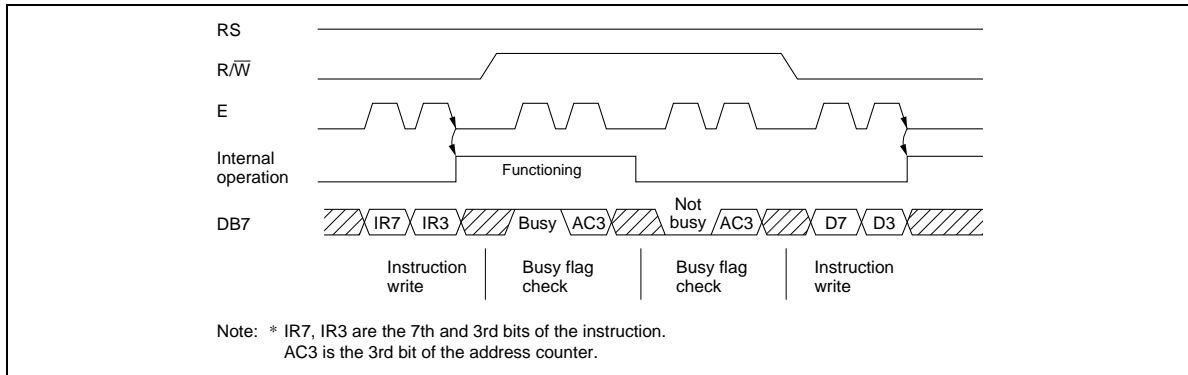 RS
R/W̅
E
Internal
operation
Functioning
DB7
IR7 IR3 Busy AC3 Not busy AC3 D7 D3
Instruction write
Busy flag check
Busy flag check
Instruction write
Note: * IR7, IR3 are the 7th and 3rd bits of the instruction.
AC3 is the 3rd bit of the address counter.